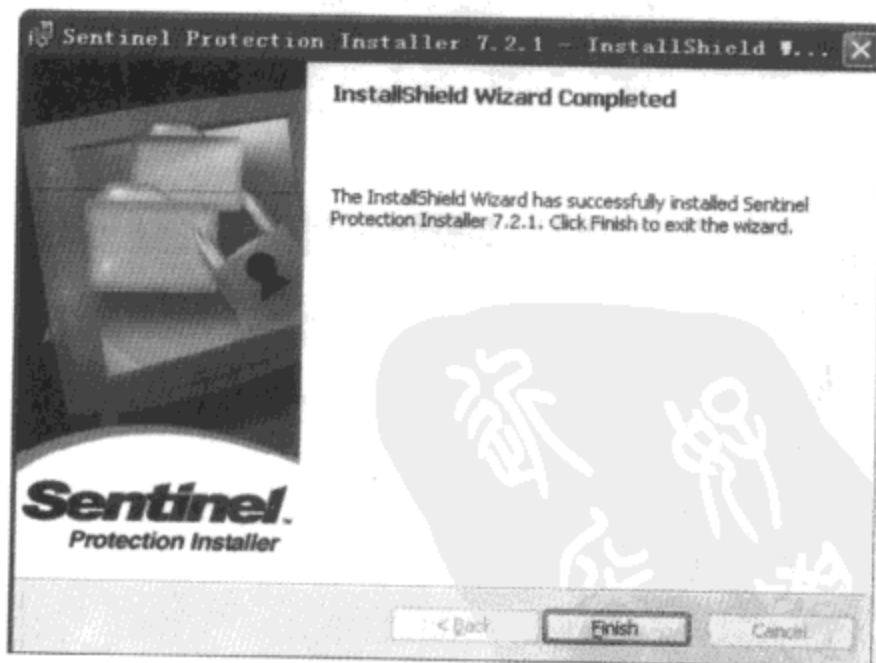 Sentinel Protection Installer 7.2.1 - InstallShield W...
InstallShield Wizard Completed
The InstallShield Wizard has successfully installed Sentinel
Protection Installer 7.2.1. Click Finish to exit the wizard.
Sentinel.
Protection Installer
< Back
Finish
Cancel